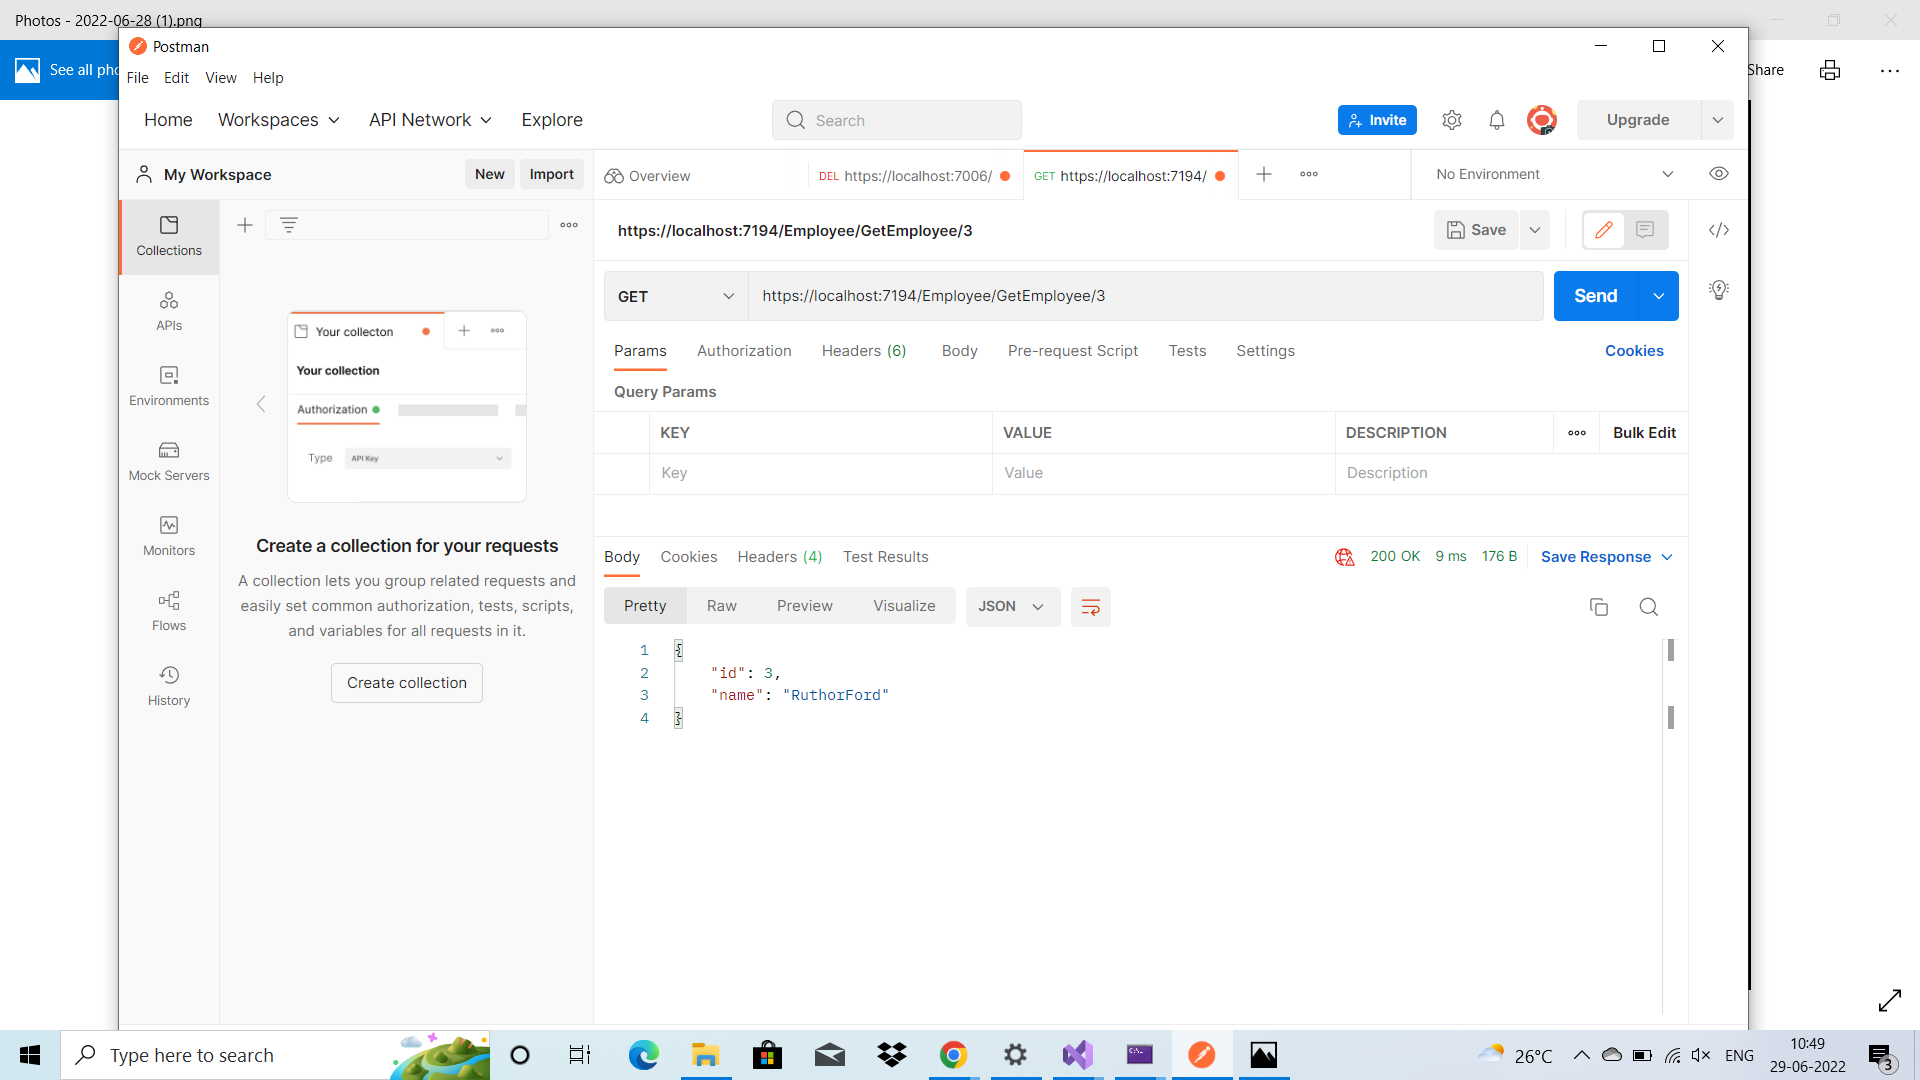 Photos - 2022-06-28 (1).png
See all pho
Share
Postman
File Edit View Help
Home Workspaces API Network Explore
Search
Invite
Upgrade
My Workspace
New Import
Overview
DEL https://localhost:7006/
GET https://localhost:7194/
No Environment
Collections
APIs
Environments
Mock Servers
Monitors
Flows
History
Your collecton
Your collection
Authorization
Type API Key
Create a collection for your requests
A collection lets you group related requests and
easily set common authorization, tests, scripts,
and variables for all requests in it.
Create collection
https://localhost:7194/Employee/GetEmployee/3
Save
GET https://localhost:7194/Employee/GetEmployee/3
Send
Params Authorization Headers (6) Body Pre-request Script Tests Settings
Cookies
Query Params
KEY VALUE DESCRIPTION
Bulk Edit
Key Value Description
Body Cookies Headers (4) Test Results
200 OK 9 ms 176 B Save Response
Pretty Raw Preview Visualize JSON
1 {
2 "id": 3,
3 "name": "RuthorFord"
4 }
Type here to search
26°C
ENG
10:49
29-06-2022
3